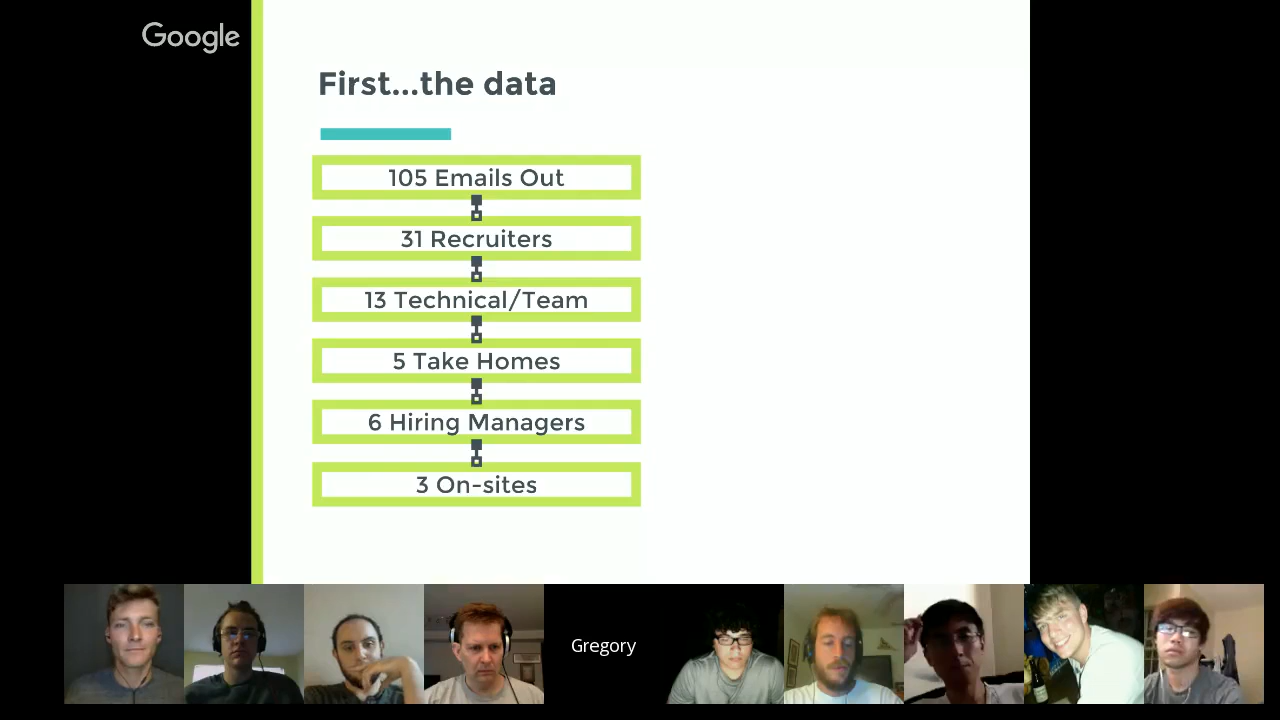 Google
First...the data
105 Emails Out
31 Recruiters
13 Technical/Team
5 Take Homes
6 Hiring Managers
3 On-sites
Gregory